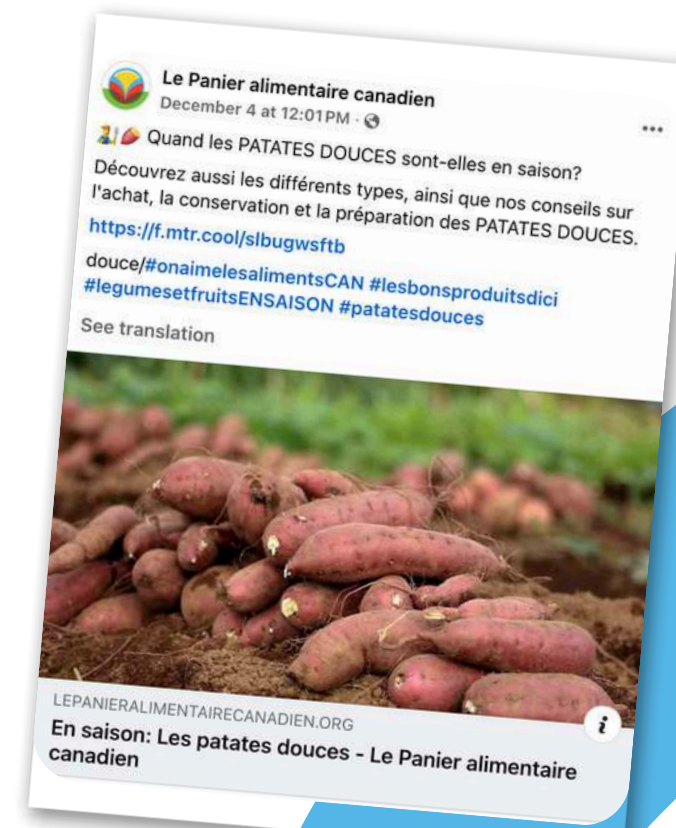 Le Panier alimentaire canadien
December 4 at 12:01 PM ·
Quand les PATATES DOUCES sont-elles en saison?
Découvrez aussi les différents types, ainsi que nos conseils sur
l'achat, la conservation et la préparation des PATATES DOUCES.
https://f.mtr.cool/slbugwsftb
douce/#onaimelesalimentsCAN #lesbonsproduitsdici
#legumesetfruitsENSAISON #patatesdouces
See translation
LEPANIERALIMENTAIRECANADIEN.ORG
En saison: Les patates douces - Le Panier alimentaire
canadien